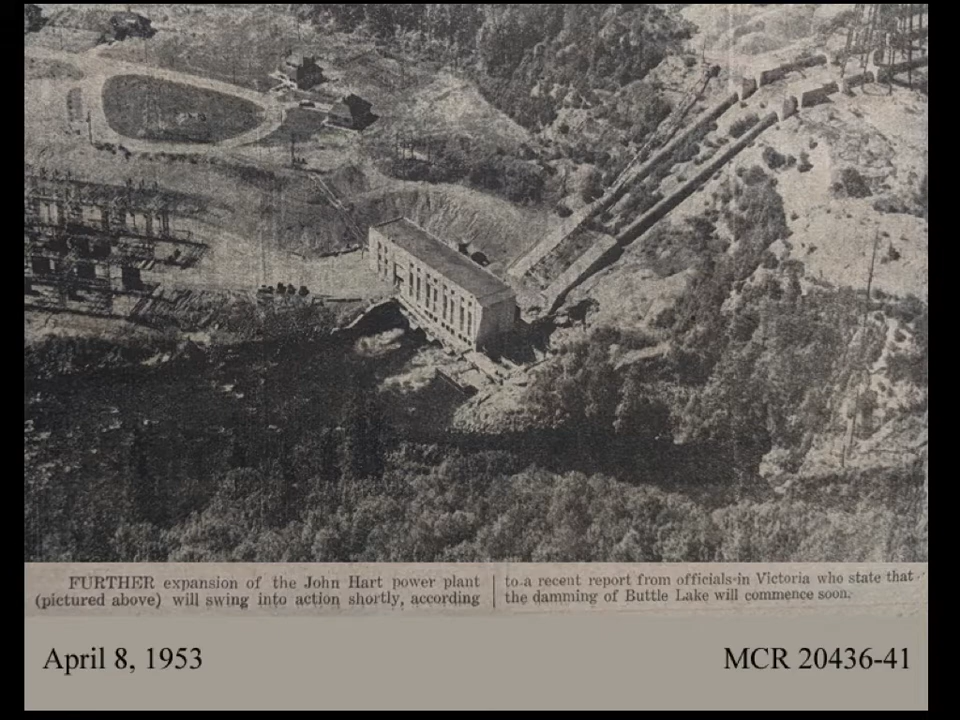 FURTHER expansion of the John Hart power plant
(pictured above) will swing into action shortly, according
to a recent report from officials in Victoria who state that
the damming of Buttle Lake will commence soon.
April 8, 1953
MCR 20436-41